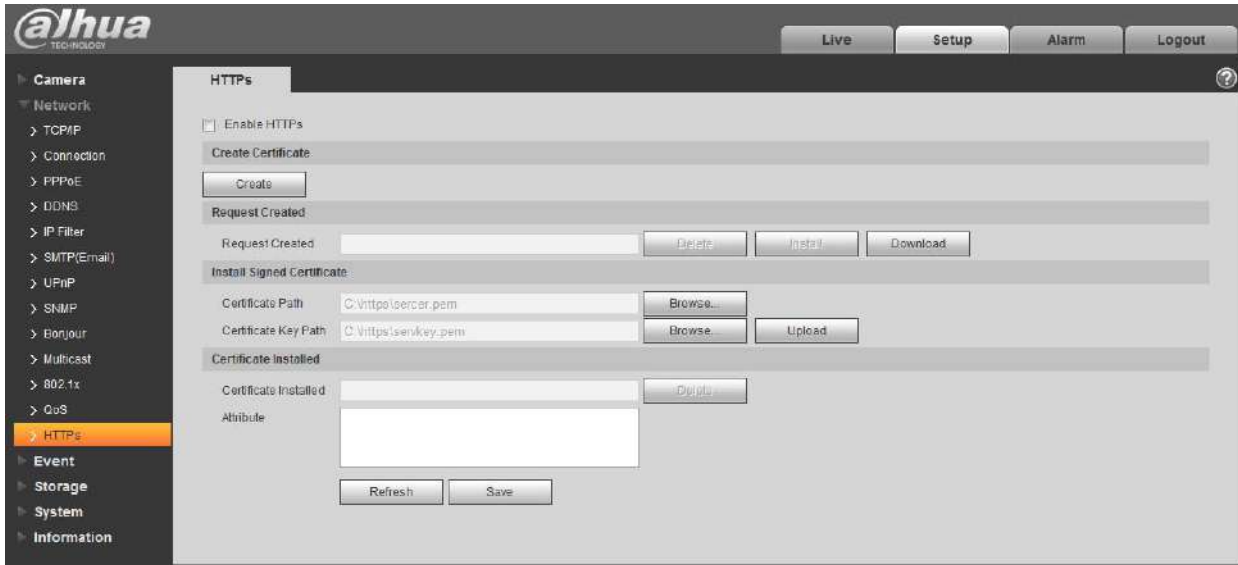 alhua
TECHNOLOGY
Live
Setup
Alarm
Logout
Camera
Network
TCP/IP
Connection
PPPoE
DDNS
IP Filter
SMTP(Email)
UPnP
SNMP
Bonjour
Multicast
802.1x
QoS
HTTPs
Event
Storage
System
Information
HTTPs
?
Enable HTTPs
Create Certificate
Create
Request Created
Request Created Delete Install Download
Install Signed Certificate
Certificate Path C:\https\sercer.pem Browse...
Certificate Key Path C:\https\servkey.pem Browse... Upload
Certificate Installed
Certificate Installed Delete
Attribute
Refresh Save